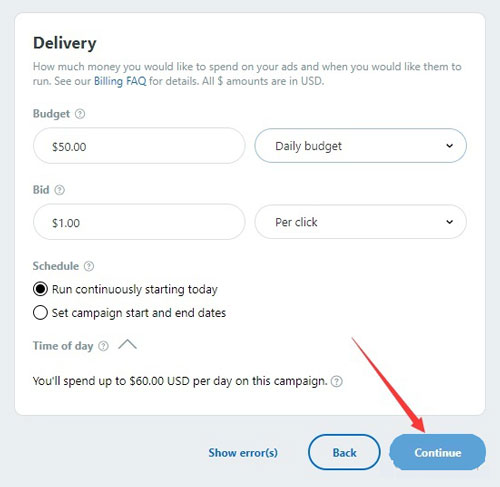 Delivery
How much money you would like to spend on your ads and when you would like them to
run. See our Billing FAQ for details. All $ amounts are in USD.
Budget ?
$50.00 Daily budget
Bid ?
$1.00 Per click
Schedule ?
Run continuously starting today
Set campaign start and end dates
Time of day ?
You'll spend up to $60.00 USD per day on this campaign. ?
Show error(s) Back Continue